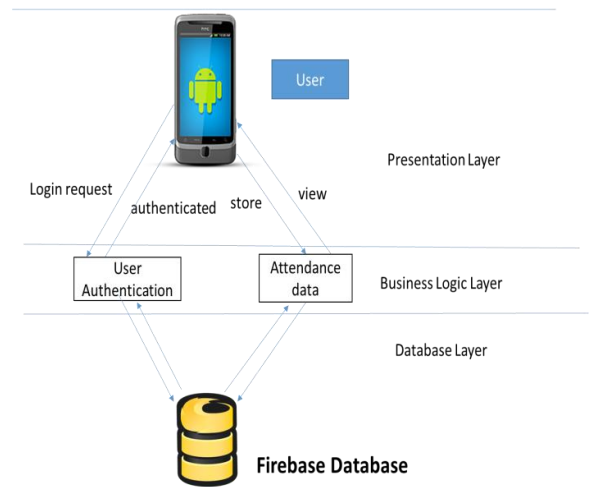 User
Presentation Layer
Login request
authenticated
store
view
User
Authentication
Attendance
data
Business Logic Layer
Database Layer
Firebase Database